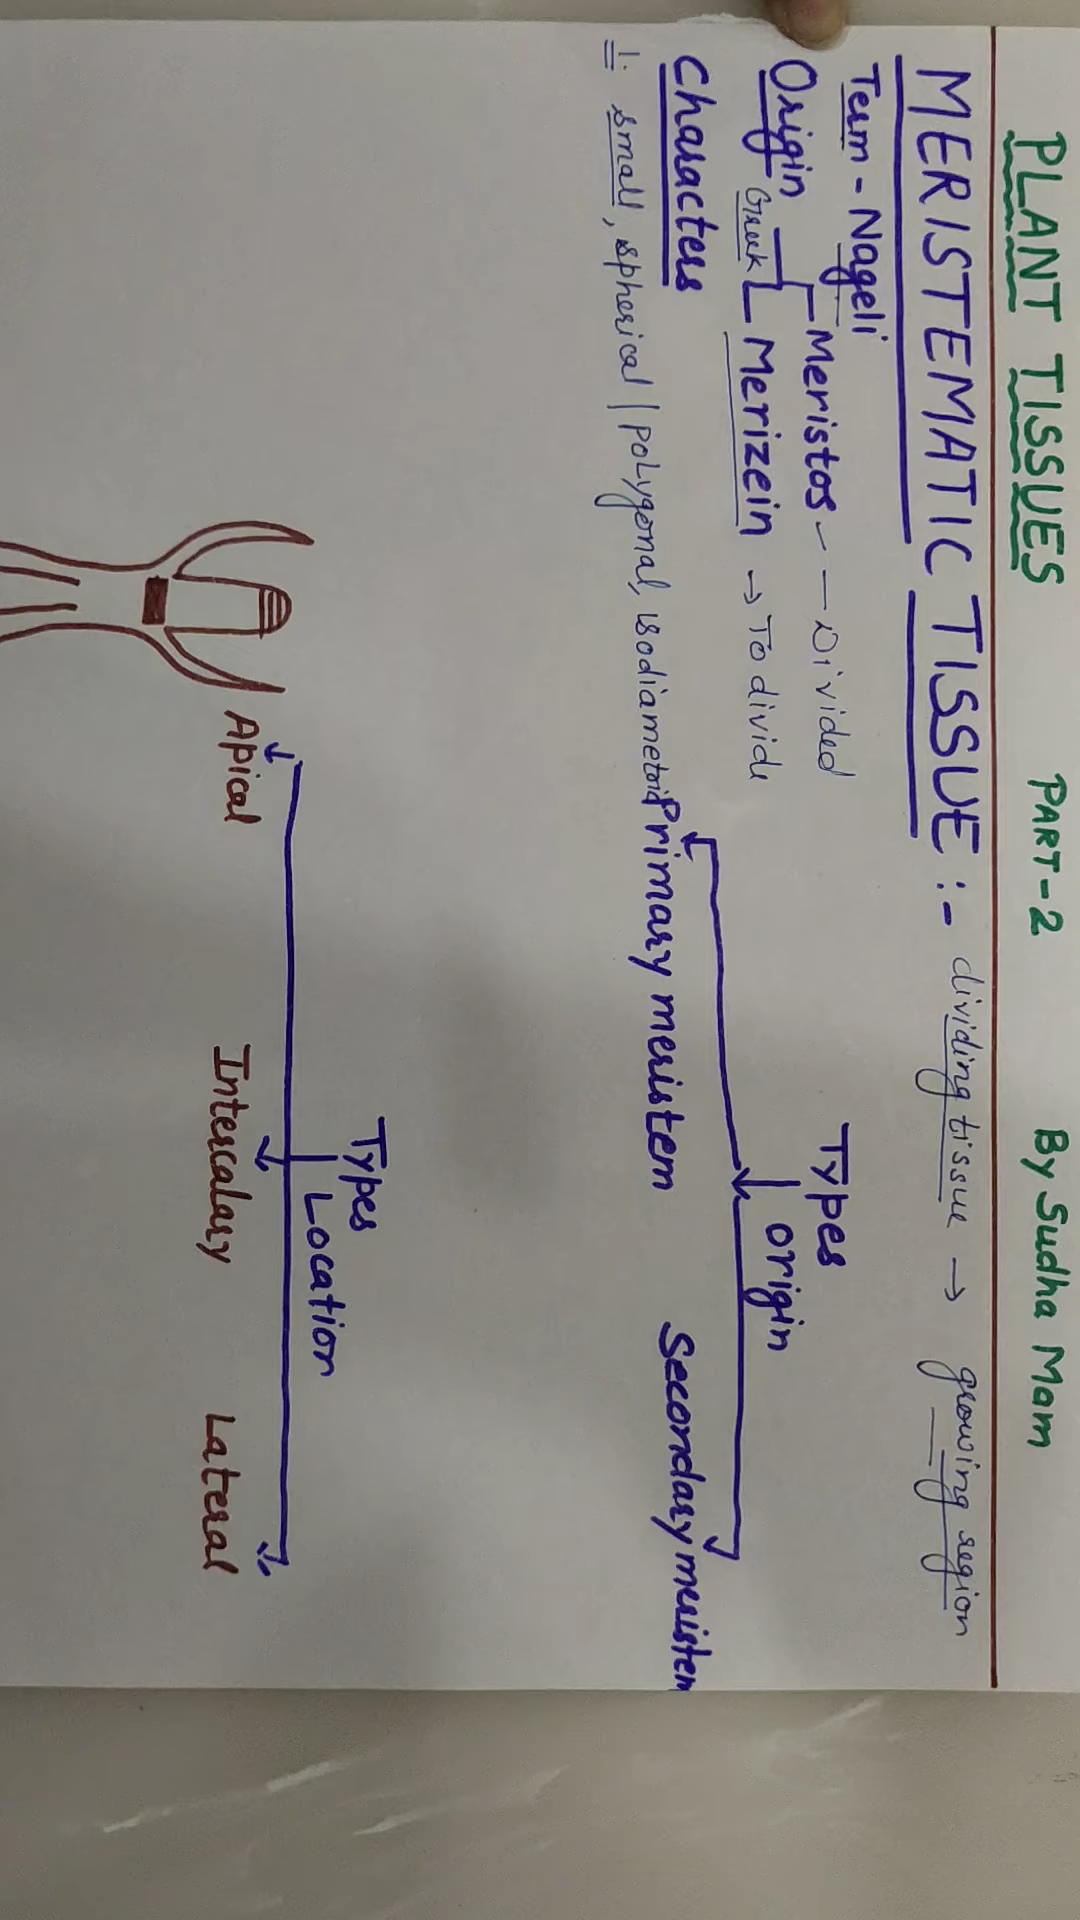 PLANT TISSUES PART-2 By Sudha Mam
MERISTEMATIC TISSUE :- dividing tissue → growing region
Term - Nageli
Origin Greek Meristos - - Divided
Merizein → To divide
Characters
1. small, spherical / polygonal, isodiametric
Types
origin
Primary meristem Secondary meristem
Types
Location
Apical Intercalary Lateral